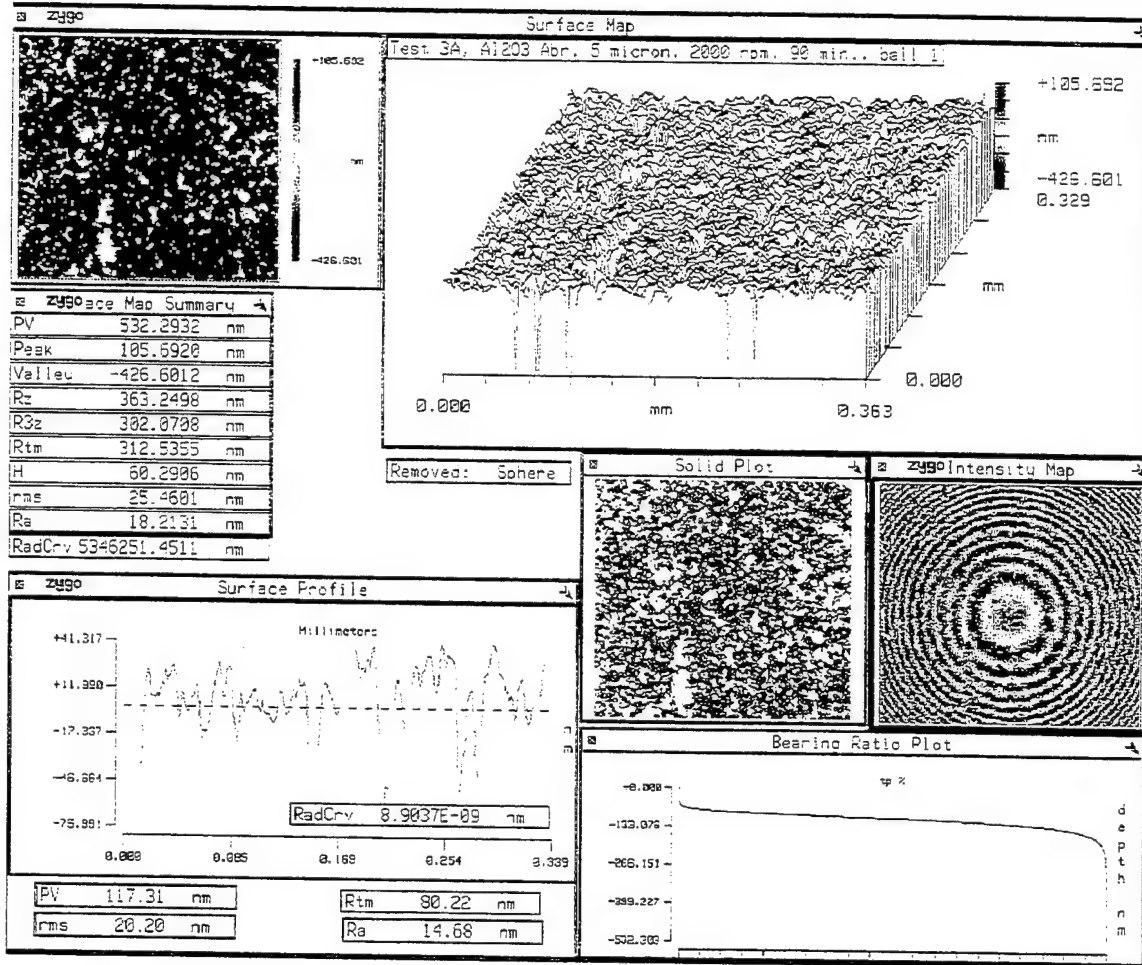 zygo
Surface Map
+105.692
nm
-426.601
Test 3A, Al2O3 Abr, 5 micron, 2000 rpm, 90 min., ball 1
+105.692
nm
-426.601
0.329
mm
0.000
0.000
mm
0.363
zygo ace Map Summary
PV 532.2932 nm
Peak 105.6920 nm
Valley -426.6012 nm
Rz 363.2498 nm
R3z 302.0708 nm
Rtm 312.5355 nm
H 60.2906 nm
rms 25.4601 nm
Ra 18.2131 nm
RadCrv 5346251.4511 nm
Removed: Sphere
Solid Plot
zygo Intensity Map
zygo
Surface Profile
Millimeters
+41.317
+11.990
-17.337
-46.664
-75.991
nm
RadCrv 8.9037E-09 nm
0.000
0.085
0.169
0.254
0.339
PV 117.31 nm
rms 20.20 nm
Rtm 80.22 nm
Ra 14.68 nm
Bearing Ratio Plot
tp %
-0.000
-133.076
-266.151
-399.227
-532.303
depth nm